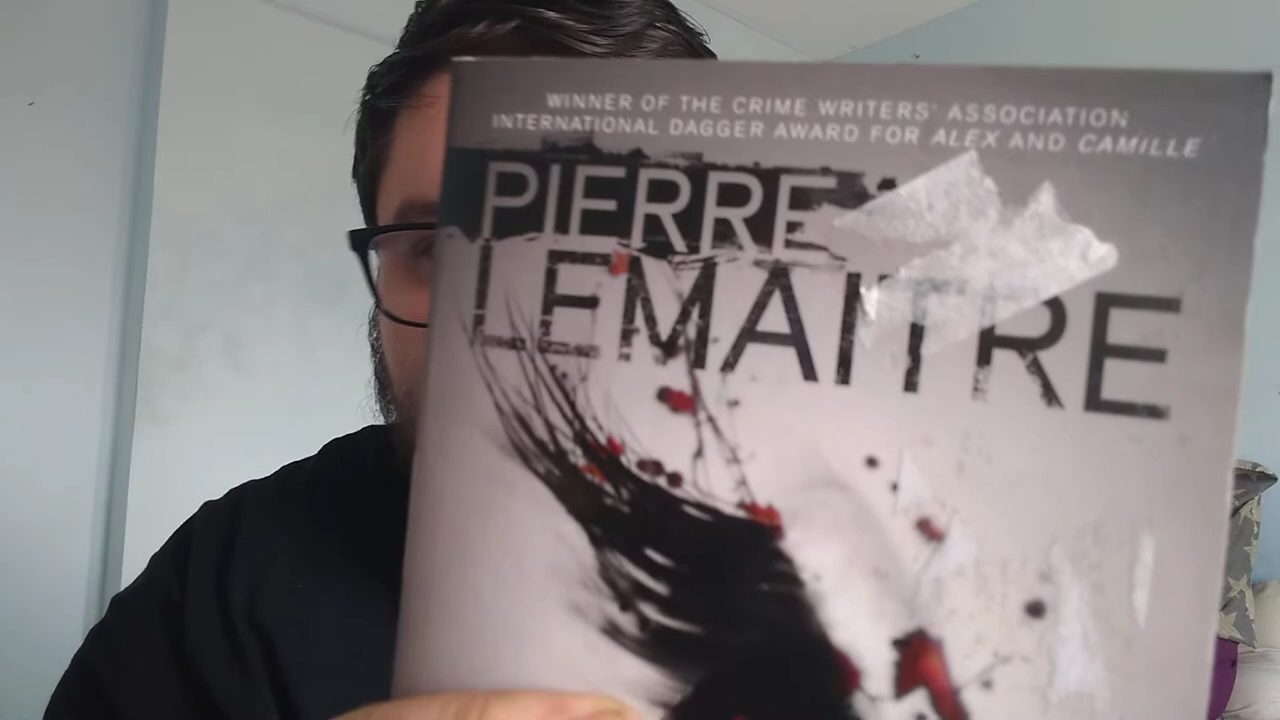 WINNER OF THE CRIME WRITERS' ASSOCIATION
INTERNATIONAL DAGGER AWARD FOR ALEX AND CAMILLE
PIERRE
LEMAITRE